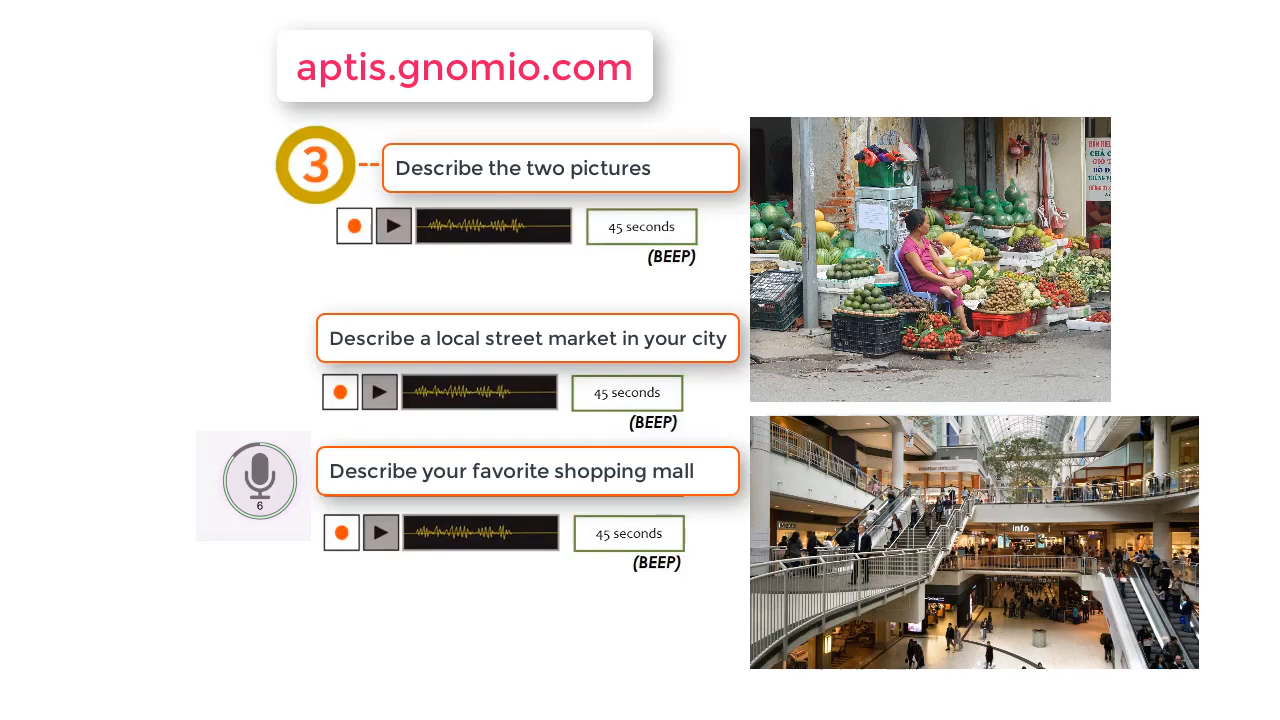 aptis.gnomio.com
3
--
Describe the two pictures
45 seconds
(BEEP)
Describe a local street market in your city
45 seconds
(BEEP)
6
Describe your favorite shopping mall
45 seconds
(BEEP)
info